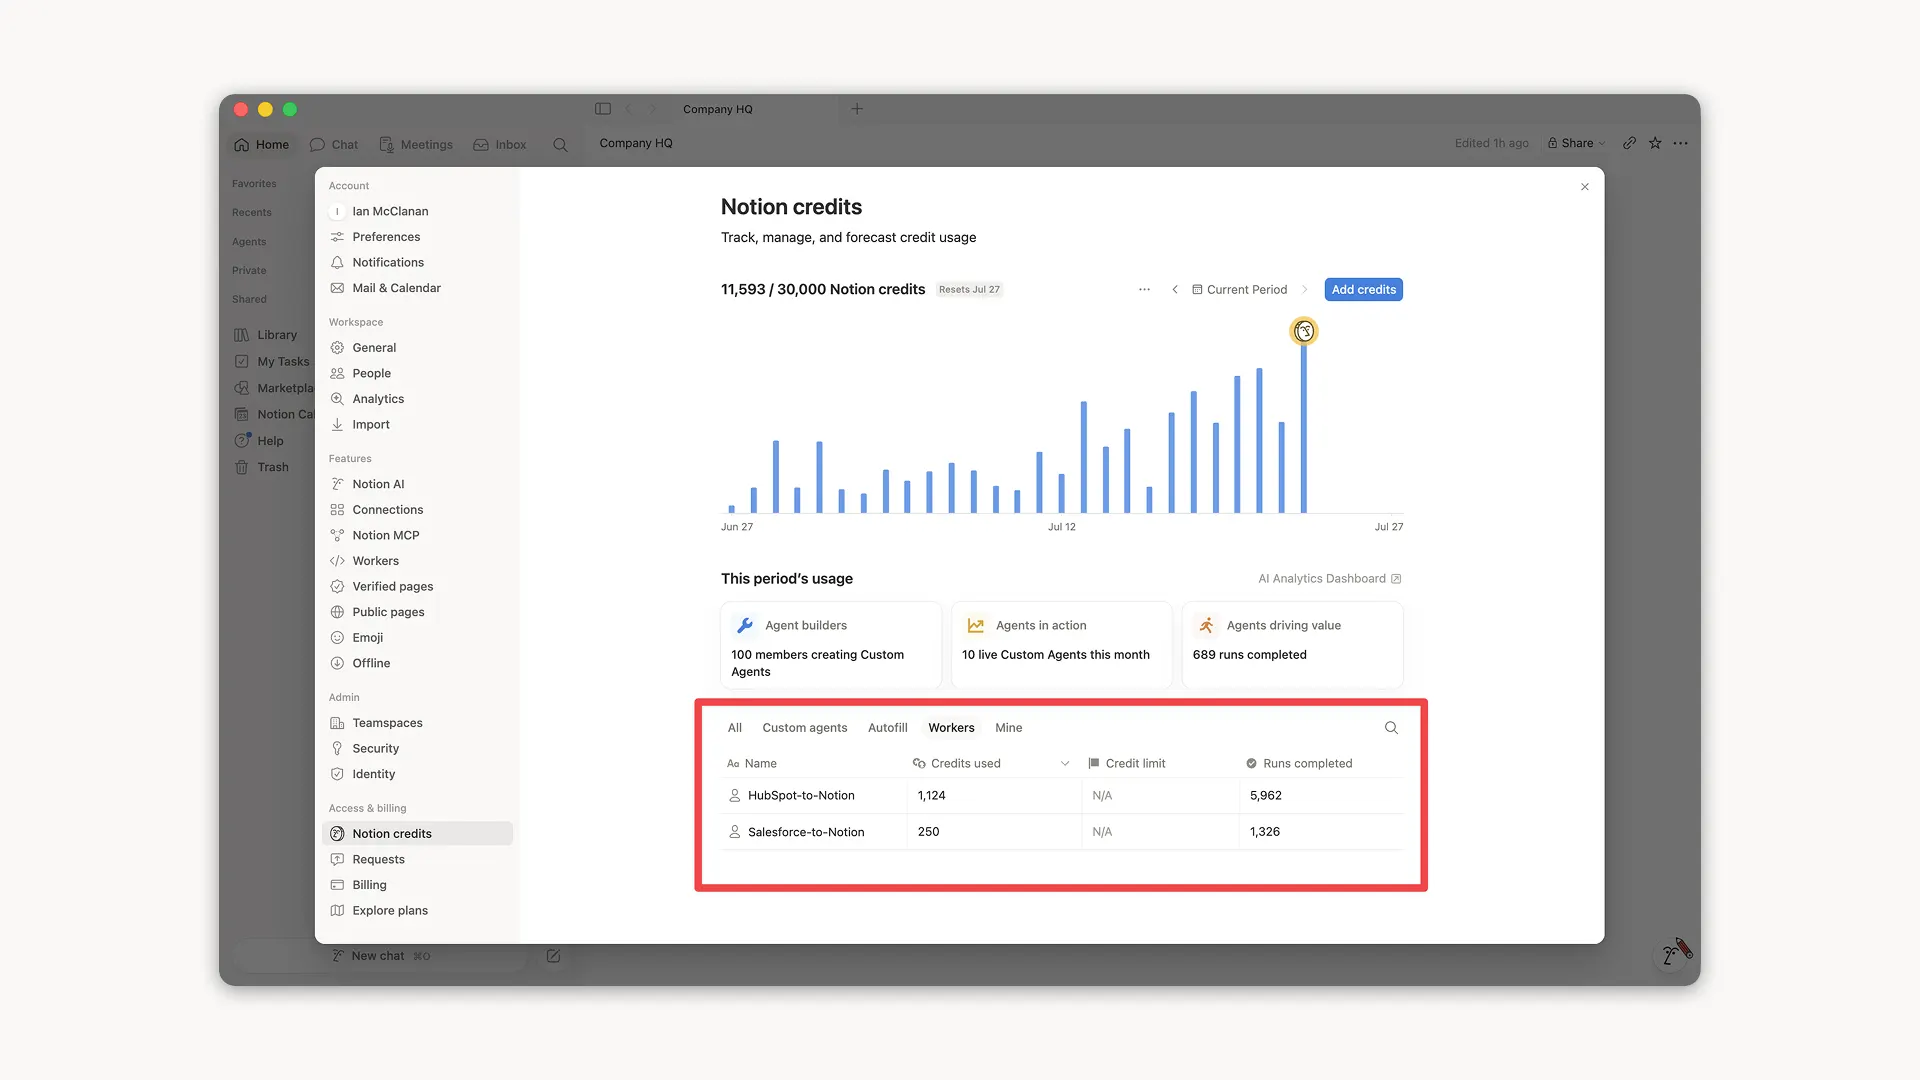 Company HQ
Home
Chat
Meetings
Inbox
Company HQ
Edited 1h ago
Share
Favorites
Recents
Agents
Private
Shared
Library
My Tasks
Marketpla
Notion Cal
Help
Trash
Account
I
Ian McClanan
Preferences
Notifications
Mail & Calendar
Workspace
General
People
Analytics
Import
Features
Notion AI
Connections
Notion MCP
Workers
Verified pages
Public pages
Emoji
Offline
Admin
Teamspaces
Security
Identity
Access & billing
Notion credits
Requests
Billing
Explore plans
New chat ⌘O
Notion credits
Track, manage, and forecast credit usage
11,593 / 30,000 Notion credits
Resets Jul 27
Current Period
Add credits
Jun 27
Jul 12
Jul 27
This period's usage
AI Analytics Dashboard
Agent builders
100 members creating Custom
Agents
Agents in action
10 live Custom Agents this month
Agents driving value
689 runs completed
All
Custom agents
Autofill
Workers
Mine
Aa Name
Credits used
Credit limit
Runs completed
HubSpot-to-Notion
1,124
N/A
5,962
Salesforce-to-Notion
250
N/A
1,326